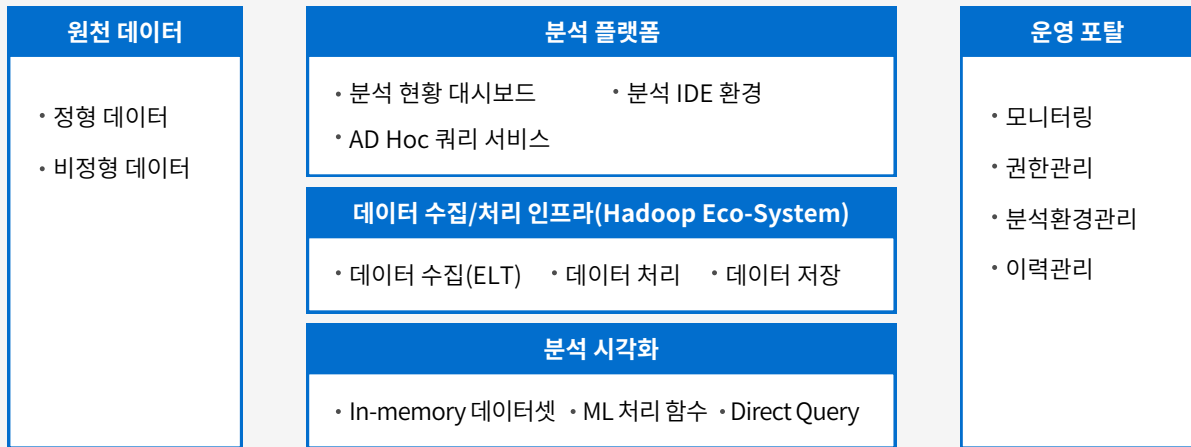 원천 데이터
• 정형 데이터
• 비정형 데이터
분석 플랫폼
• 분석 현황 대시보드 • 분석 IDE 환경
• AD Hoc 쿼리 서비스
데이터 수집/처리 인프라(Hadoop Eco-System)
• 데이터 수집(ELT) • 데이터 처리 • 데이터 저장
분석 시각화
• In-memory 데이터셋 • ML 처리 함수 • Direct Query
운영 포탈
• 모니터링
• 권한관리
• 분석환경관리
• 이력관리